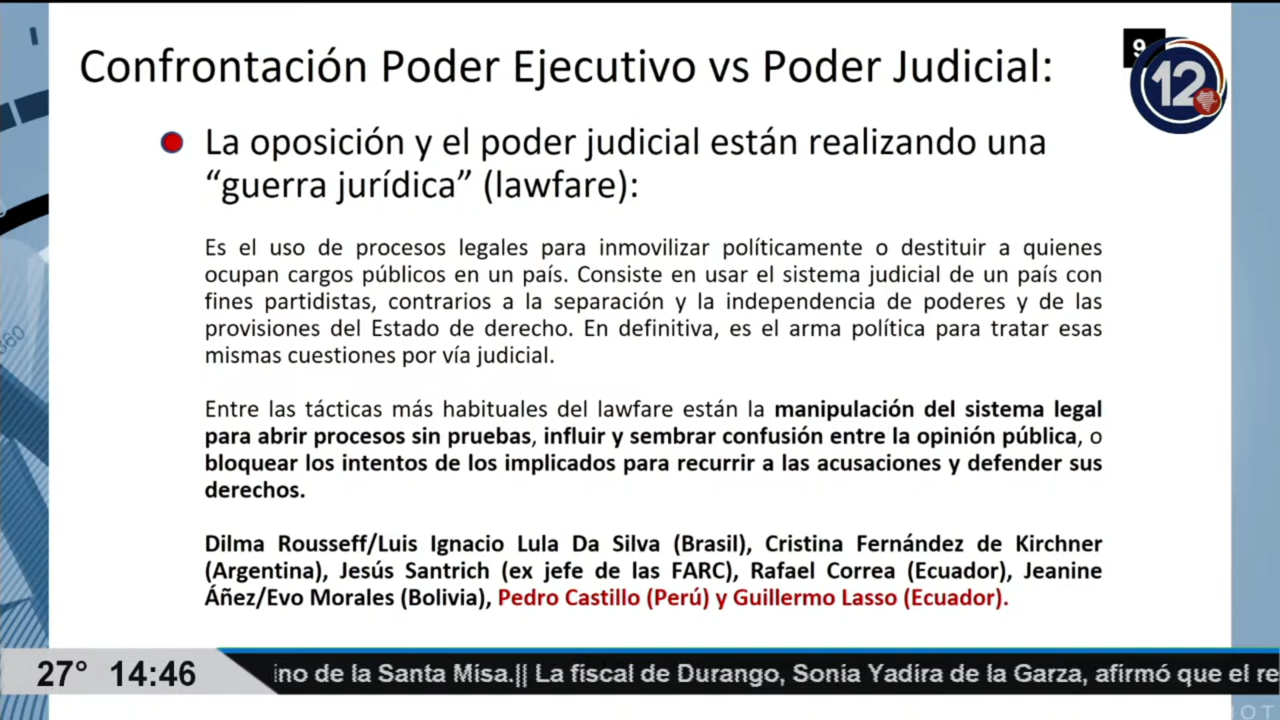 Confrontación Poder Ejecutivo vs Poder Judicial:
9
12
La oposición y el poder judicial están realizando una
“guerra jurídica” (lawfare):
Es el uso de procesos legales para inmovilizar políticamente o destituir a quienes
ocupan cargos públicos en un país. Consiste en usar el sistema judicial de un país con
fines partidistas, contrarios a la separación y la independencia de poderes y de las
provisiones del Estado de derecho. En definitiva, es el arma política para tratar esas
mismas cuestiones por vía judicial.
Entre las tácticas más habituales del lawfare están la manipulación del sistema legal
para abrir procesos sin pruebas, influir y sembrar confusión entre la opinión pública, o
bloquear los intentos de los implicados para recurrir a las acusaciones y defender sus
derechos.
Dilma Rousseff/Luis Ignacio Lula Da Silva (Brasil), Cristina Fernández de Kirchner
(Argentina), Jesús Santrich (ex jefe de las FARC), Rafael Correa (Ecuador), Jeanine
Áñez/Evo Morales (Bolivia), Pedro Castillo (Perú) y Guillermo Lasso (Ecuador).
360
27° 14:46 ino de la Santa Misa.|| La fiscal de Durango, Sonia Yadira de la Garza, afirmó que el re